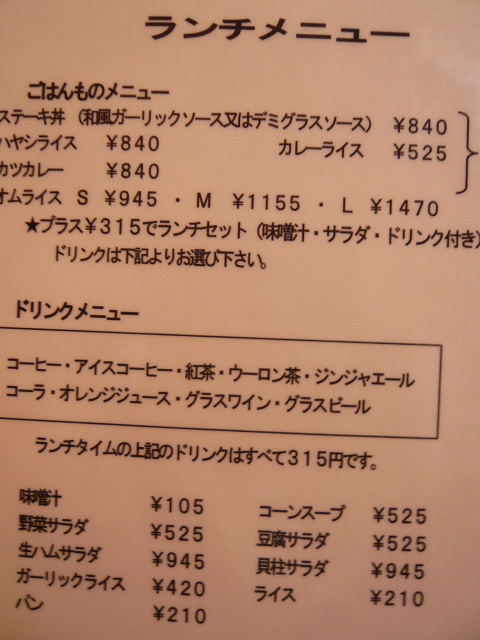 ランチメニュー
ごはんものメニュー
ステーキ丼 (和風ガーリックソース又はデミグラスソース) ¥840
ハヤシライス ¥840 カレーライス ¥525
カツカレー ¥840
オムライス S ¥945 ・ M ¥1155 ・ L ¥1470
★プラス¥315でランチセット (味噌汁・サラダ・ドリンク付き)
ドリンクは下記よりお選び下さい。
ドリンクメニュー
コーヒー・アイスコーヒー・紅茶・ウーロン茶・ジンジャエール
コーラ・オレンジジュース・グラスワイン・グラスビール
ランチタイムの上記のドリンクはすべて315円です。
味噌汁 ¥105 コーンスープ ¥525
野菜サラダ ¥525 豆腐サラダ ¥525
生ハムサラダ ¥945 貝柱サラダ ¥945
ガーリックライス ¥420 ライス ¥210
パン ¥210